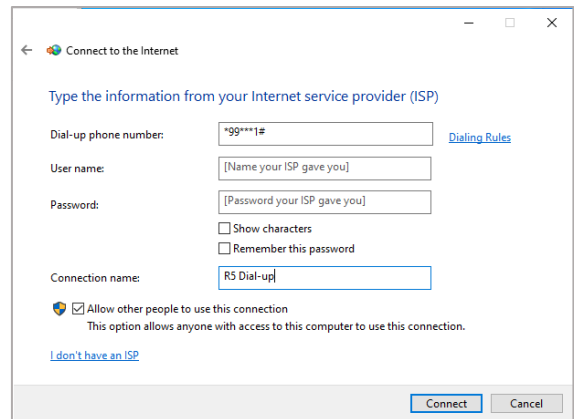 Connect to the Internet
Type the information from your Internet service provider (ISP)
Dial-up phone number: *99***1# Dialing Rules
User name: [Name your ISP gave you]
Password: [Password your ISP gave you]
Show characters
Remember this password
Connection name: R5 Dial-up
Allow other people to use this connection
This option allows anyone with access to this computer to use this connection.
I don't have an ISP
Connect Cancel